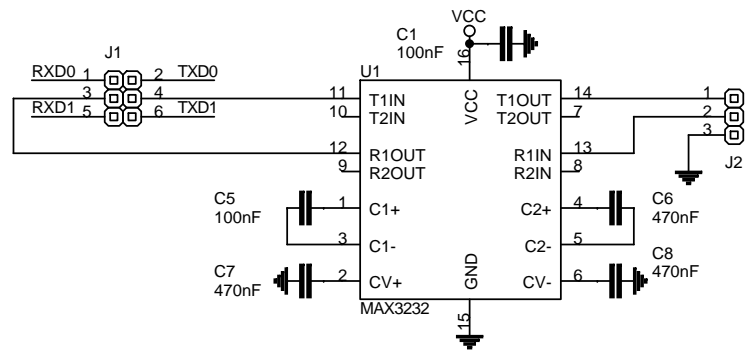 VCC
C1
100nF
16
J1
U1
RXD0 1 2 TXD0
3 4
RXD1 5 6 TXD1
11 T1IN VCC T1OUT 14 1
10 T2IN T2OUT 7 2
3
12 R1OUT R1IN 13
9 R2OUT R2IN 8
J2
C5
100nF
1 C1+ C2+ 4
C6
470nF
3 C1- C2- 5
C7
470nF
2 CV+ GND CV- 6
C8
470nF
MAX3232
15